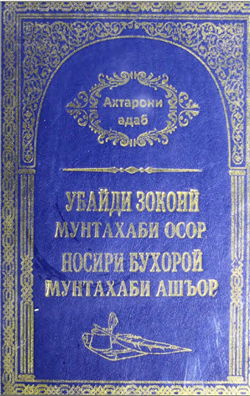 Ахтарони
адаб
УБАЙДИ ЗОКОНӢ
МУНТАХАБИ ОСОР
НОСИРИ БУХОРОӢ
МУНТАХАБИ АШЪОР